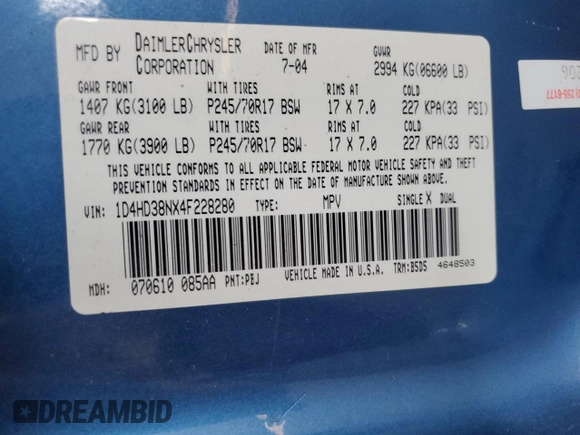 MFD BY DAIMLERCHRYSLER CORPORATION DATE OF MFR 7-04 GVWR 2994 KG(06600 LB)
GAWR FRONT WITH TIRES RIMS AT COLD
1407 KG(3100 LB) P245/70R17 BSW 17 X 7.0 227 KPA(33 PSI)
GAWR REAR WITH TIRES RIMS AT COLD
1770 KG(3900 LB) P245/70R17 BSW 17 X 7.0 227 KPA(33 PSI)
THIS VEHICLE CONFORMS TO ALL APPLICABLE FEDERAL MOTOR VEHICLE SAFETY AND THEFT
PREVENTION STANDARDS IN EFFECT ON THE DATE OF MANUFACTURE SHOWN ABOVE.
VIN: 1D4HD38NX4F228280 TYPE: MPV SINGLE X DUAL
MDH: 070610 085AA PNT:PBJ VEHICLE MADE IN U.S.A. TRM:B5D5 4648503
DREAMBID